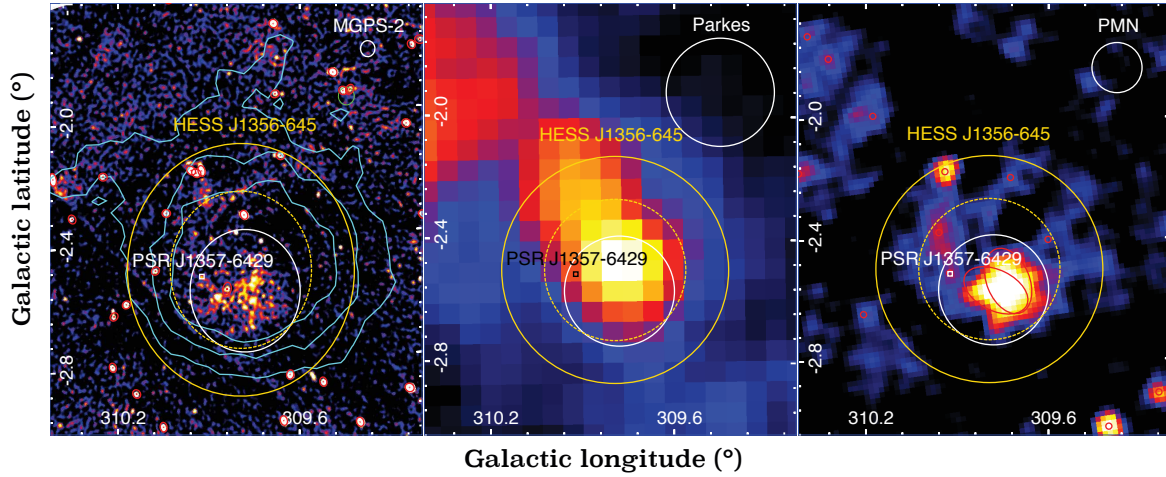 MGPS-2
HESS J1356-645
PSR J1357-6429
-2.0
-2.4
-2.8
310.2
309.6
Parkes
HESS J1356-645
PSR J1357-6429
-2.0
-2.4
-2.8
310.2
309.6
PMN
HESS J1356-645
PSR J1357-6429
-2.0
-2.4
-2.8
310.2
309.6
Galactic latitude (°)
Galactic longitude (°)